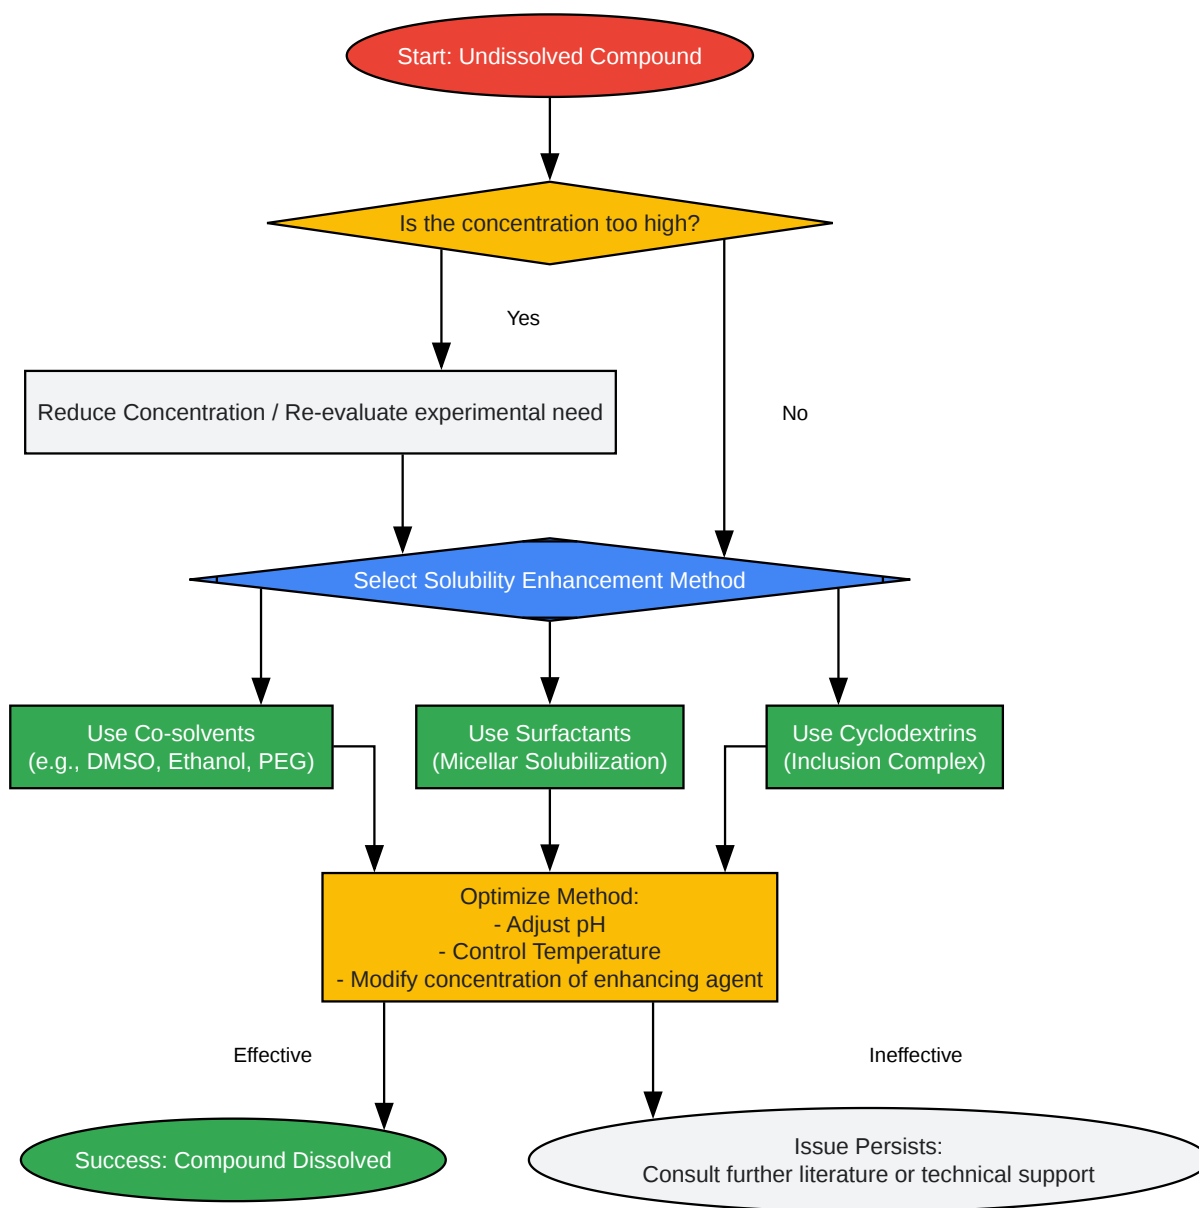 Start: Undissolved Compound
Is the concentration too high?
Yes
Reduce Concentration / Re-evaluate experimental need
No
Select Solubility Enhancement Method
Use Co-solvents
(e.g., DMSO, Ethanol, PEG)
Use Surfactants
(Micellar Solubilization)
Use Cyclodextrins
(Inclusion Complex)
Optimize Method:
- Adjust pH
- Control Temperature
- Modify concentration of enhancing agent
Effective
Ineffective
Success: Compound Dissolved
Issue Persists:
Consult further literature or technical support